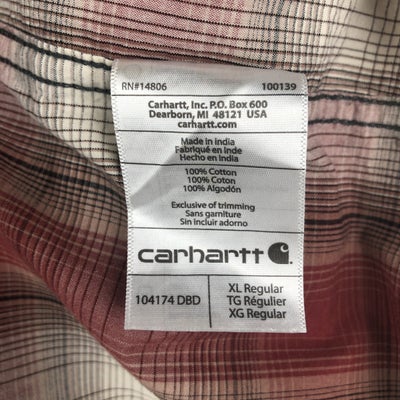 RN#14806 100139
Carhartt, Inc. P.O. Box 600
Dearborn, MI 48121 USA
carhartt.com
Made in India
Fabriqué en Inde
Hecho en India
100% Cotton
100% Coton
100% Algodón
Exclusive of trimming
Sans garniture
Sin incluir adorno
carhartt
104174 DBD
XL Regular
TG Régulier
XG Regular